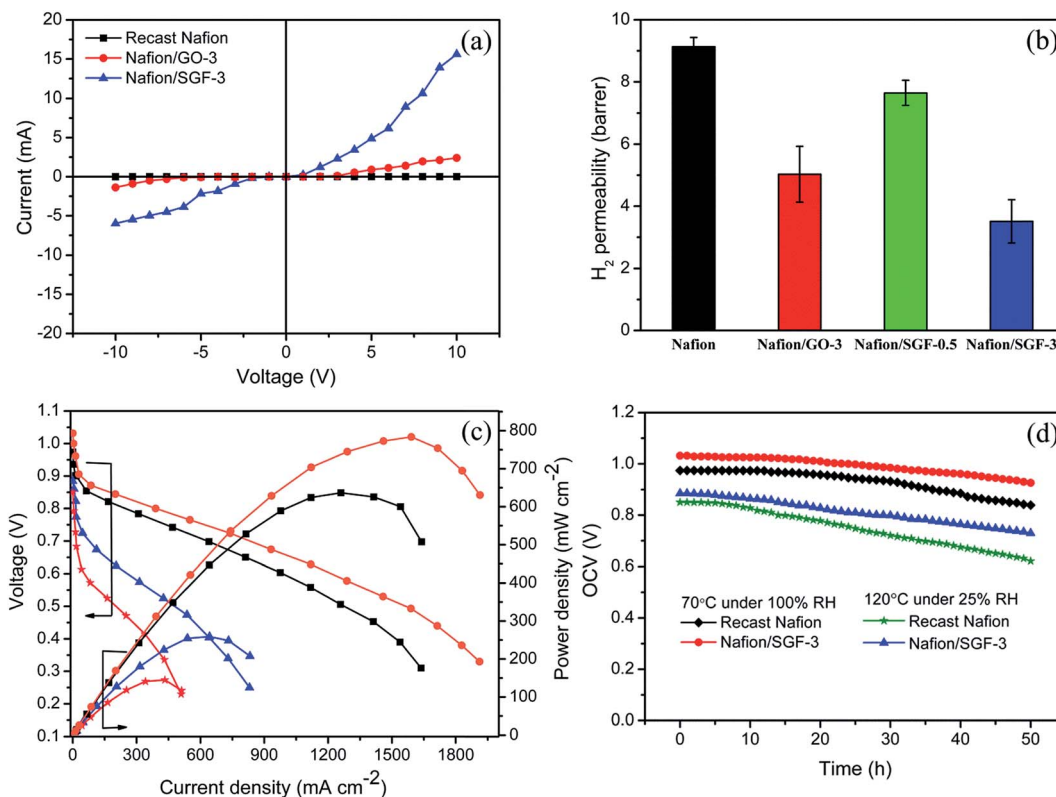 (a)
Recast Nafion
Nafion/GO-3
Nafion/SGF-3
20
15
10
5
0
-5
-10
-15
-20
Current (mA)
-10 -5 0 5 10
Voltage (V)
(b)
10
8
6
4
2
0
H2 permeability (barrer)
Nafion Nafion/GO-3 Nafion/SGF-0.5 Nafion/SGF-3
(c)
1.1
1.0
0.9
0.8
0.7
0.6
0.5
0.4
0.3
0.2
0.1
Voltage (V)
800
700
600
500
400
300
200
100
0
Power density (mW cm-2)
0 300 600 900 1200 1500 1800
Current density (mA cm-2)
(d)
1.2
1.0
0.8
0.6
0.4
0.2
0.0
OCV (V)
70°C under 100% RH 120°C under 25% RH
Recast Nafion Recast Nafion
Nafion/SGF-3 Nafion/SGF-3
0 10 20 30 40 50
Time (h)